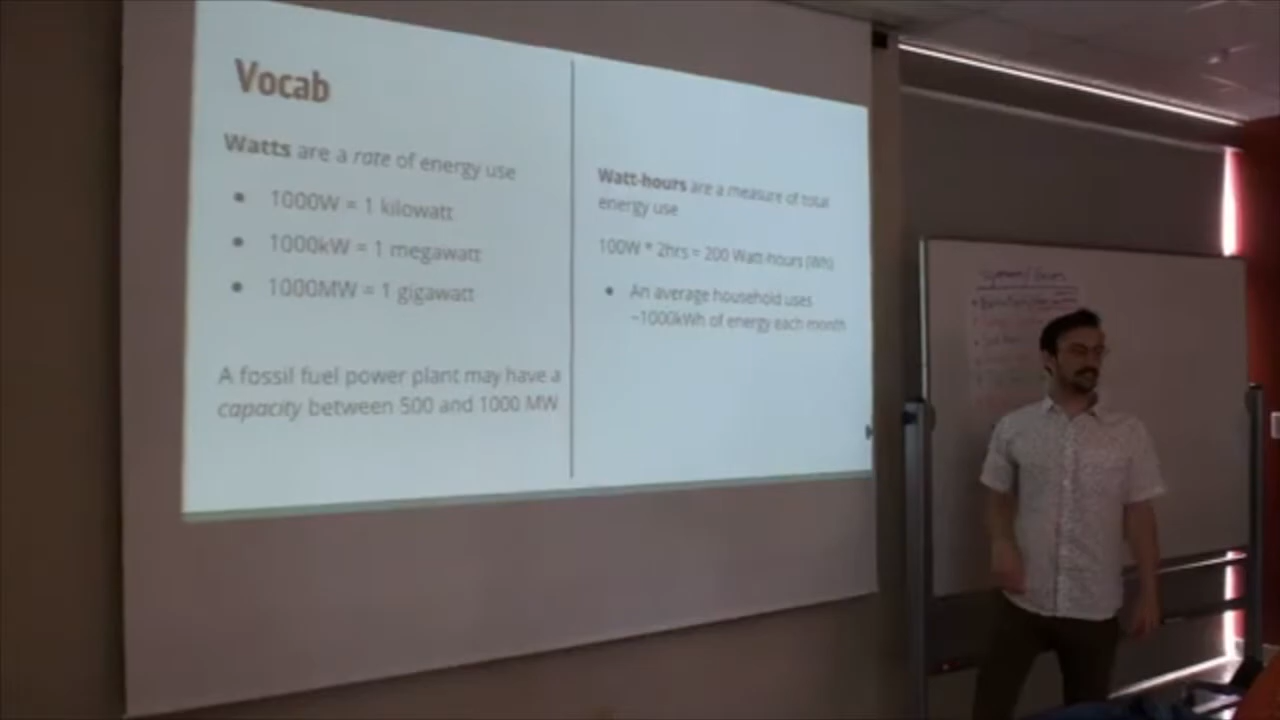 Vocab
Watts are a rate of energy use
1000W = 1 kilowatt
1000kW = 1 megawatt
1000MW = 1 gigawatt
A fossil fuel power plant may have a
capacity between 500 and 1000 MW
Watt-hours are a measure of total
energy use
100W * 2hrs = 200 Watt-hours (Wh)
An average household uses
~1000kWh of energy each month